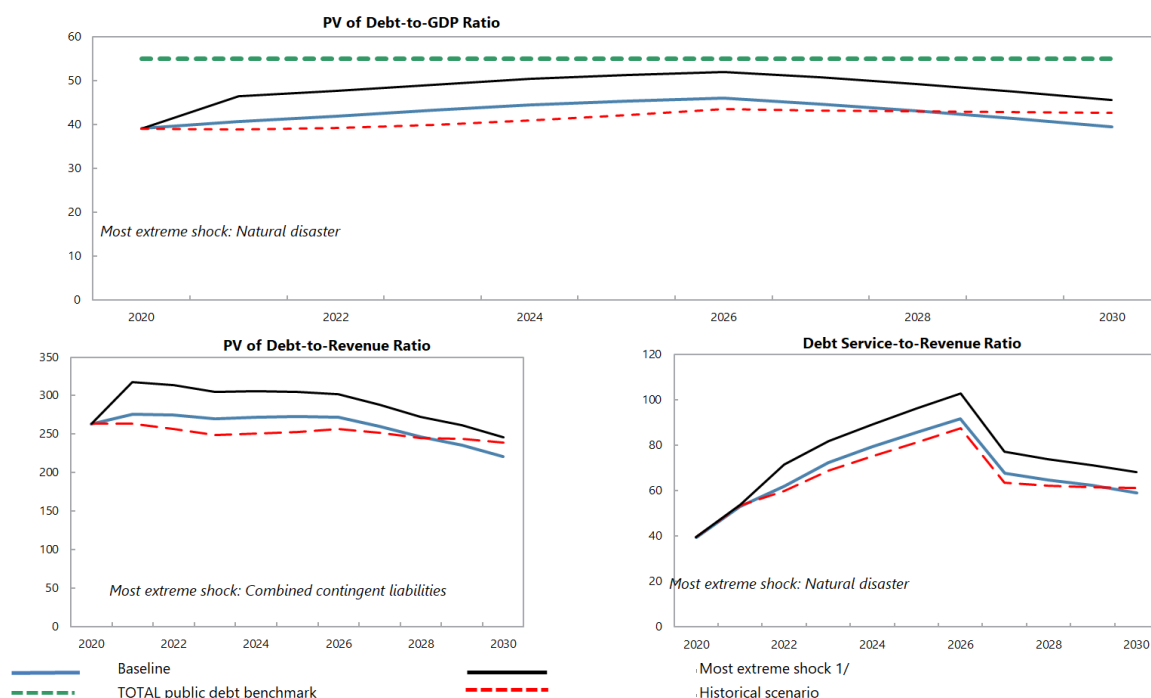 PV of Debt-to-GDP Ratio
60
50
40
30
20
10
0
Most extreme shock: Natural disaster
2020 2022 2024 2026 2028 2030
PV of Debt-to-Revenue Ratio
350
300
250
200
150
100
50
0
Most extreme shock: Combined contingent liabilities
2020 2022 2024 2026 2028 2030
Debt Service-to-Revenue Ratio
120
100
80
60
40
20
0
Most extreme shock: Natural disaster
2020 2022 2024 2026 2028 2030
Baseline
Most extreme shock 1/
TOTAL public debt benchmark
Historical scenario